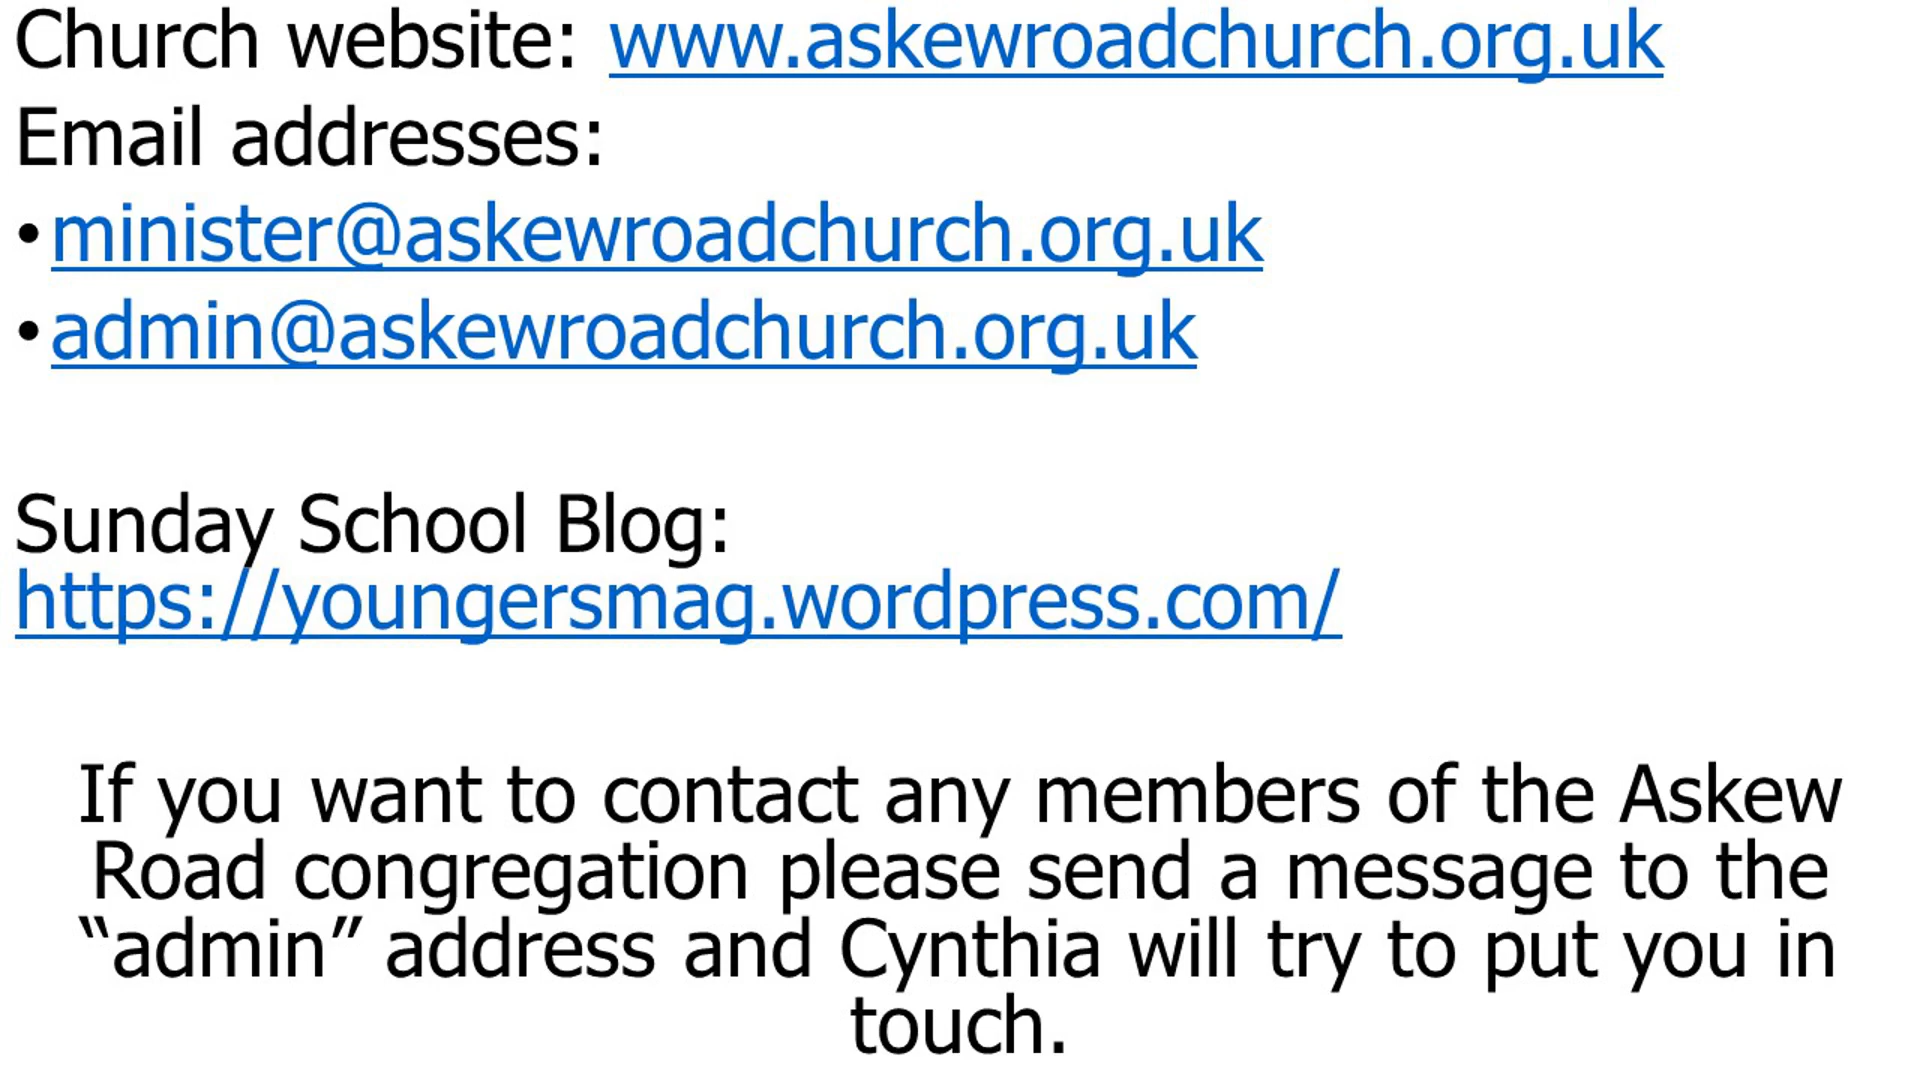 Church website: www.askewroadchurch.org.uk
Email addresses:
•minister@askewroadchurch.org.uk
•admin@askewroadchurch.org.uk
Sunday School Blog:
https://youngersmag.wordpress.com/
If you want to contact any members of the Askew
Road congregation please send a message to the
“admin” address and Cynthia will try to put you in
touch.